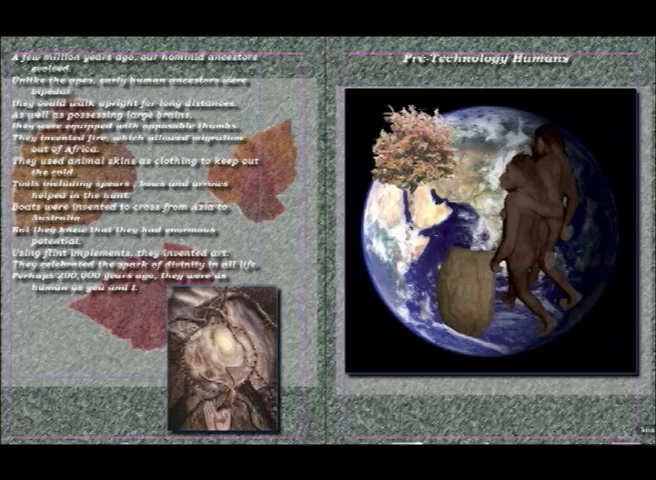 A few million years ago, our hominid ancestors
evolved.
Unlike the apes, early human ancestors were
bipedal
they could walk upright for long distances.
As well as possessing large brains,
they were equipped with opposable thumbs.
They invented fire, which allowed migration
out of Africa.
They used animal skins as clothing to keep out
the cold.
Tools including spears, bows and arrows
helped in the hunt.
Boats were invented to cross from Asia to
Australia
But they knew that they had enormous
potential.
Using flint implements, they invented art.
They celebrated the spark of divinity in all life
Perhaps 200,000 years ago, they were as
human as you and I.
Pre-Technology Humans